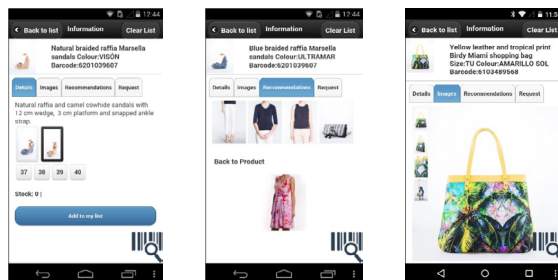 12:44
Back to list Information Clear List
Natural braided raffia Marsella
sandals Colour:VISÓN
Barcode:6201039607
Details Images Recommendations Request
Natural raffia and camel cowhide sandals with
12 cm wedge, 3 cm platform and snapped ankle
strap.
37 38 39 40
Stock: 0 |
Add to my list
12:44
Back to list Information Clear List
Blue braided raffia Marsella
sandals Colour:ULTRAMAR
Barcode:6201039607
Details Images Recommendations Request
Back to Product
Back to list Information Clear List
Yellow leather and tropical print
Birdy Miami shopping bag
Size:TU Colour:AMARILLO SOL
Barcode:6103489568
Details Images Recommendations Request